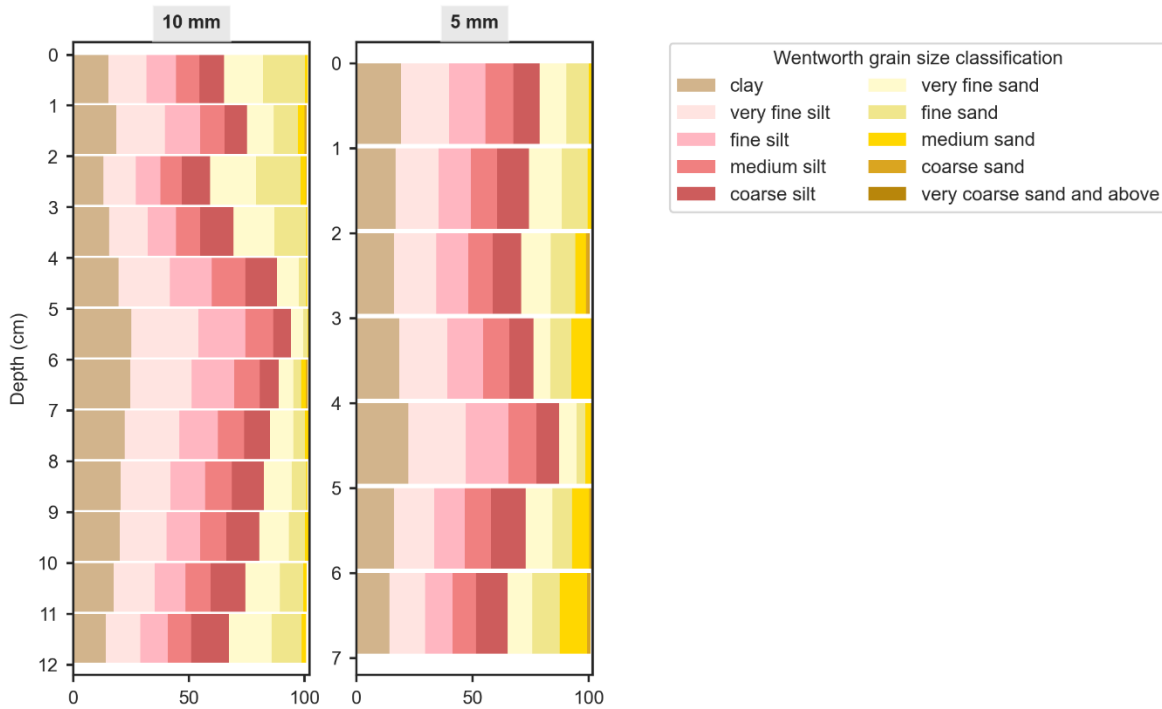 10 mm
5 mm
Depth (cm)
0
1
2
3
4
5
6
7
8
9
10
11
12
0
50
100
0
1
2
3
4
5
6
7
0
50
100
Wentworth grain size classification
clay
very fine silt
fine silt
medium silt
coarse silt
very fine sand
fine sand
medium sand
coarse sand
very coarse sand and above